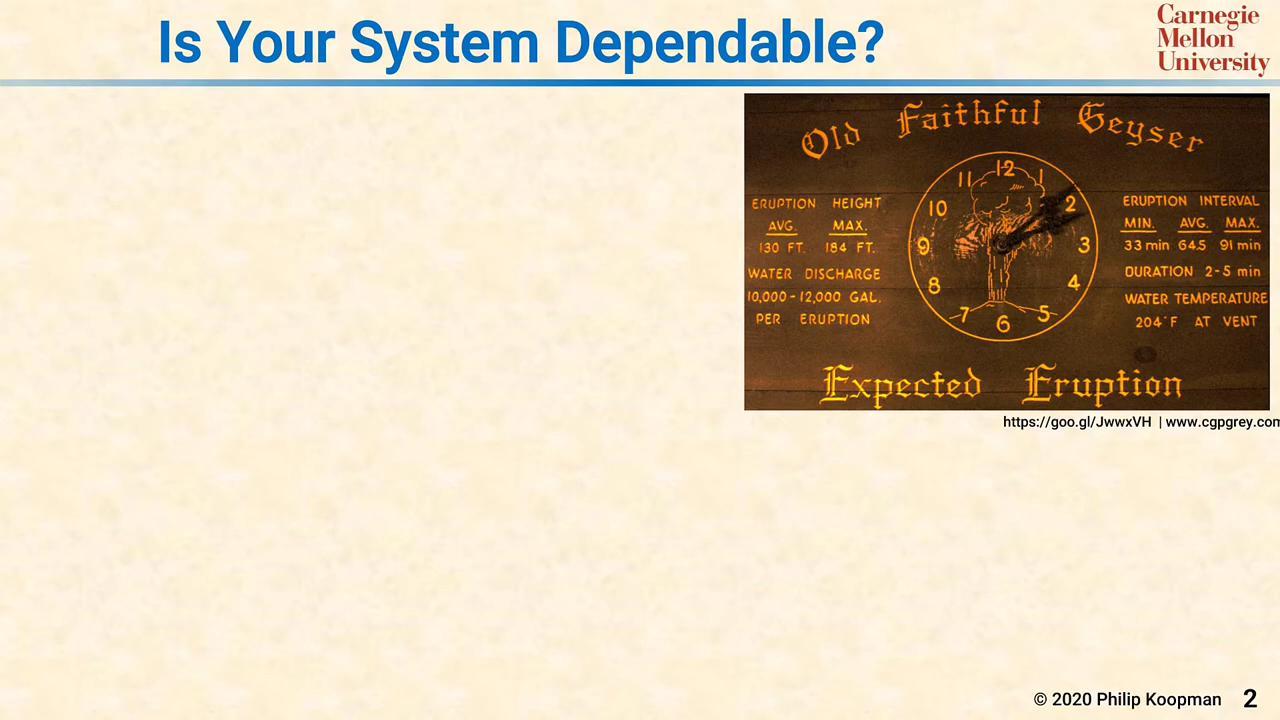 Is Your System Dependable?
Carnegie
Mellon
University
Old Faithful Geyser
ERUPTION HEIGHT
AVG. MAX.
130 FT. 184 FT.
WATER DISCHARGE
10,000-12,000 GAL.
PER ERUPTION
12
1
2
3
4
5
6
7
8
9
10
11
ERUPTION INTERVAL
MIN. AVG. MAX.
33 min 64.5 91 min
DURATION 2-5 min
WATER TEMPERATURE
204°F AT VENT
Expected Eruption
https://goo.gl/JwwxVH | www.cgpgrey.com
© 2020 Philip Koopman 2